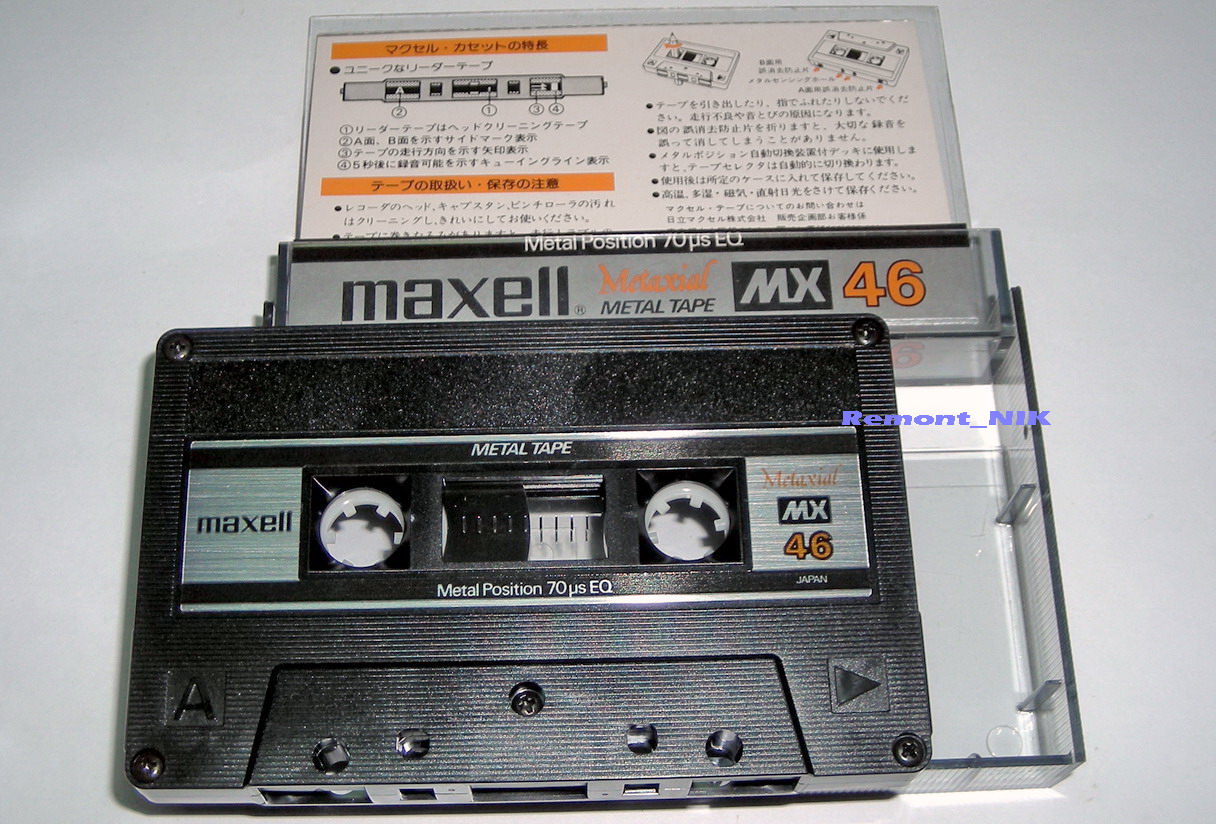 マクセル・カセットの特長
●ユニークなリーダーテープ
A
② ① ③ ④
①リーダーテープはヘッドクリーニングテープ
②A面、B面を示すサイドマーク表示
③テープの走行方向を示す矢印表示
④5秒後に録音可能を示すキューイングライン表示
テープの取扱い・保存の注意
●レコーダのヘッド、キャプスタン、ピンチローラの汚れ
はクリーニングし、きれいにしてお使いください。
B面用
誤消去防止片
メタルセンシングホール
A面用誤消去防止片
●テープを引き出したり、指でふれたりしないでくだ
さい。走行不良や音とびの原因になります。
●図の誤消去防止片を折りますと、大切な録音を
誤って消してしまうことがありません。
●メタルポジション自動切換装置付デッキに使用しま
すと、テープセレクタは自動的に切り換わります。
●使用後は所定のケースに入れて保存してください。
●高温、多湿・磁気・直射日光をさけて保存ください。
マクセル・テープについてのお問い合わせは
日立マクセル株式会社 販売企画部お客様係
Metal Position 70μs EQ
maxell® Metaxial METAL TAPE MX 46
Remont_NIK
METAL TAPE
maxell
Metaxial
MX
46
JAPAN
Metal Position 70μs EQ
A